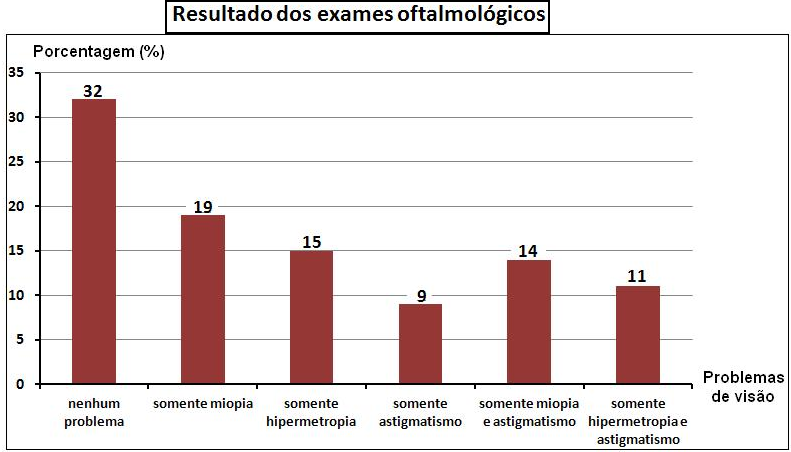 Resultado dos exames oftalmológicos
Porcentagem (%)
35
30
25
20
15
10
5
0
32
19
15
9
14
11
nenhum
problema
somente miopia
somente
hipermetropia
somente
astigmatismo
somente miopia
e astigmatismo
somente
hipermetropia e
astigmatismo
Problemas
de visão